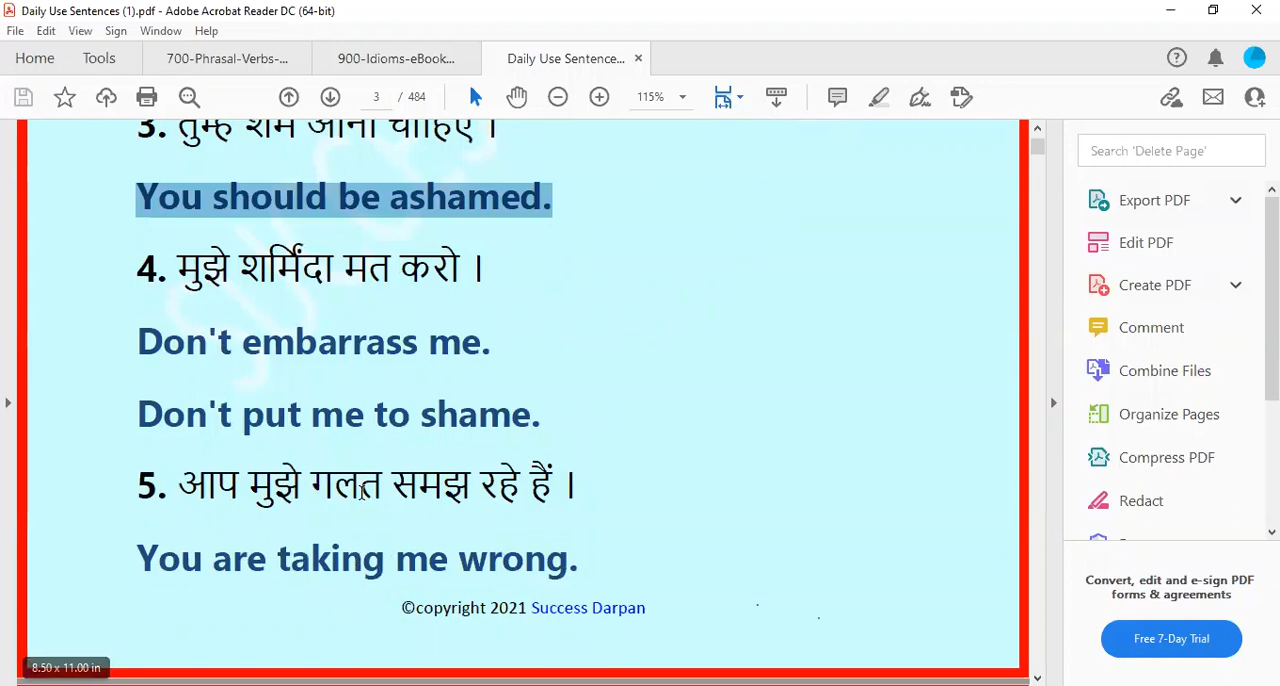 Daily Use Sentences (1).pdf - Adobe Acrobat Reader DC (64-bit)
File Edit View Sign Window Help
Home Tools 700-Phrasal-Verbs-... 900-Idioms-eBook... Daily Use Sentence...
3 / 484 115%
Search 'Delete Page'
3. तुम्हे शर्म आनी चाहिए ।
You should be ashamed.
4. मुझे शर्मिंदा मत करो ।
Don't embarrass me.
Don't put me to shame.
5. आप मुझे गलत समझ रहे हैं ।
You are taking me wrong.
©copyright 2021 Success Darpan
8.50 x 11.00 in
Export PDF
Edit PDF
Create PDF
Comment
Combine Files
Organize Pages
Compress PDF
Redact
Convert, edit and e-sign PDF
forms & agreements
Free 7-Day Trial